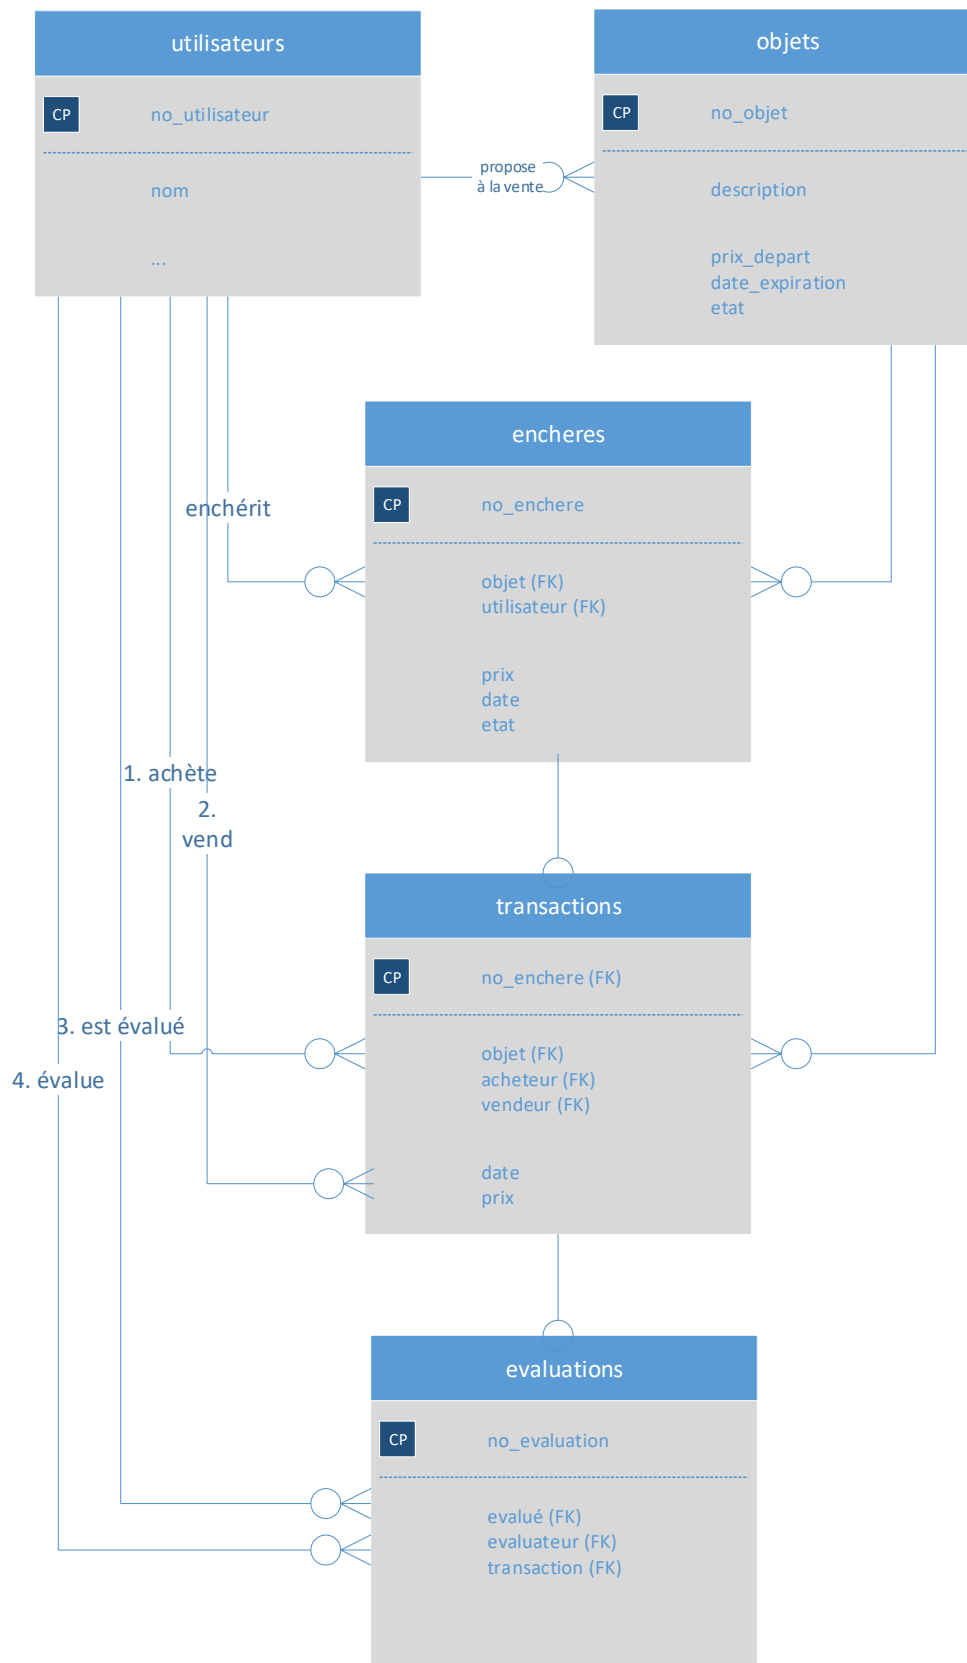 utilisateurs
CP
no_utilisateur
nom
...
propose
à la vente
objets
CP
no_objet
description
prix_depart
date_expiration
etat
enchérit
encheres
CP
no_enchere
objet (FK)
utilisateur (FK)
prix
date
etat
1. achète
2.
vend
transactions
CP
no_enchere (FK)
objet (FK)
acheteur (FK)
vendeur (FK)
date
prix
3. est évalué
4. évalue
evaluations
CP
no_evaluation
evalué (FK)
evaluateur (FK)
transaction (FK)